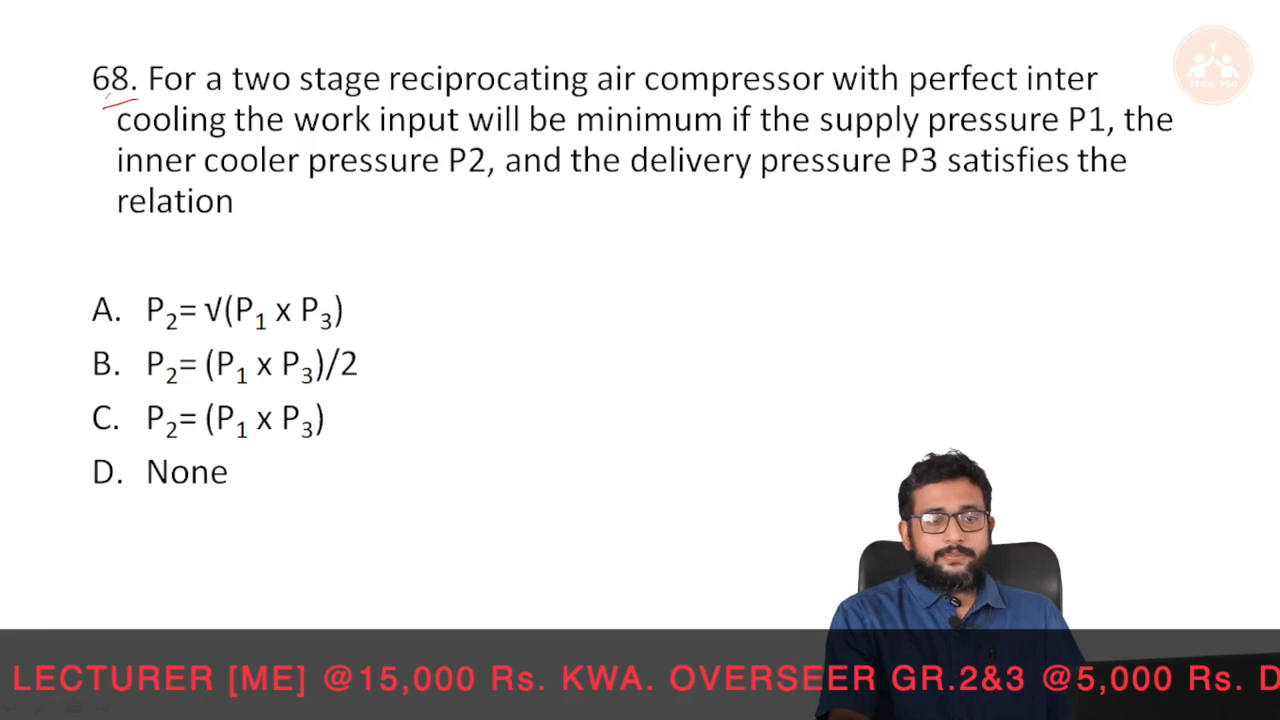 TECH. PSC
68. For a two stage reciprocating air compressor with perfect inter
cooling the work input will be minimum if the supply pressure P1, the
inner cooler pressure P2, and the delivery pressure P3 satisfies the
relation
A. P₂= √(P₁ x P₃)
B. P₂= (P₁ x P₃)/2
C. P₂= (P₁ x P₃)
D. None
LECTURER [ME] @15,000 Rs. KWA. OVERSEER GR.2&3 @5,000 Rs. D